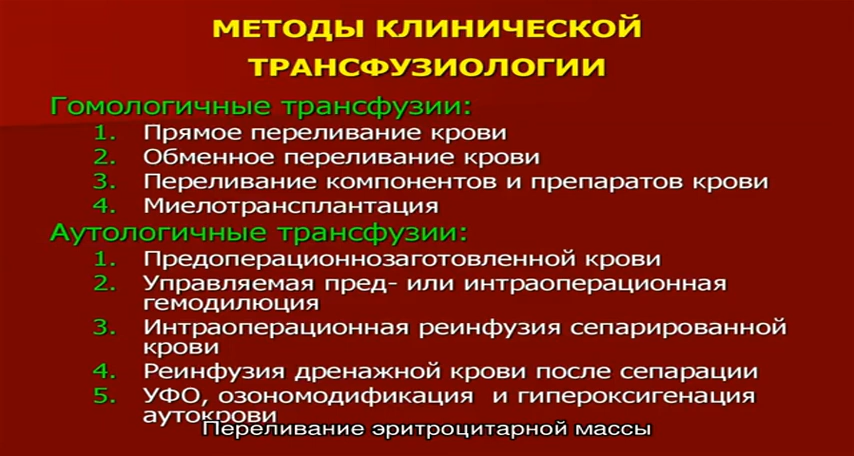 МЕТОДЫ КЛИНИЧЕСКОЙ
ТРАНСФУЗИОЛОГИИ
Гомологичные трансфузии:
1. Прямое переливание крови
2. Обменное переливание крови
3. Переливание компонентов и препаратов крови
4. Миелотрансплантация
Аутологичные трансфузии:
1. Предоперационнозаготовленной крови
2. Управляемая пред- или интраоперационная
гемодилюция
3. Интраоперационная реинфузия сепарированной
крови
4. Реинфузия дренажной крови после сепарации
5. УФО, озономодификация и гипероксигенация
аутокрови
Переливание эритроцитарной массы